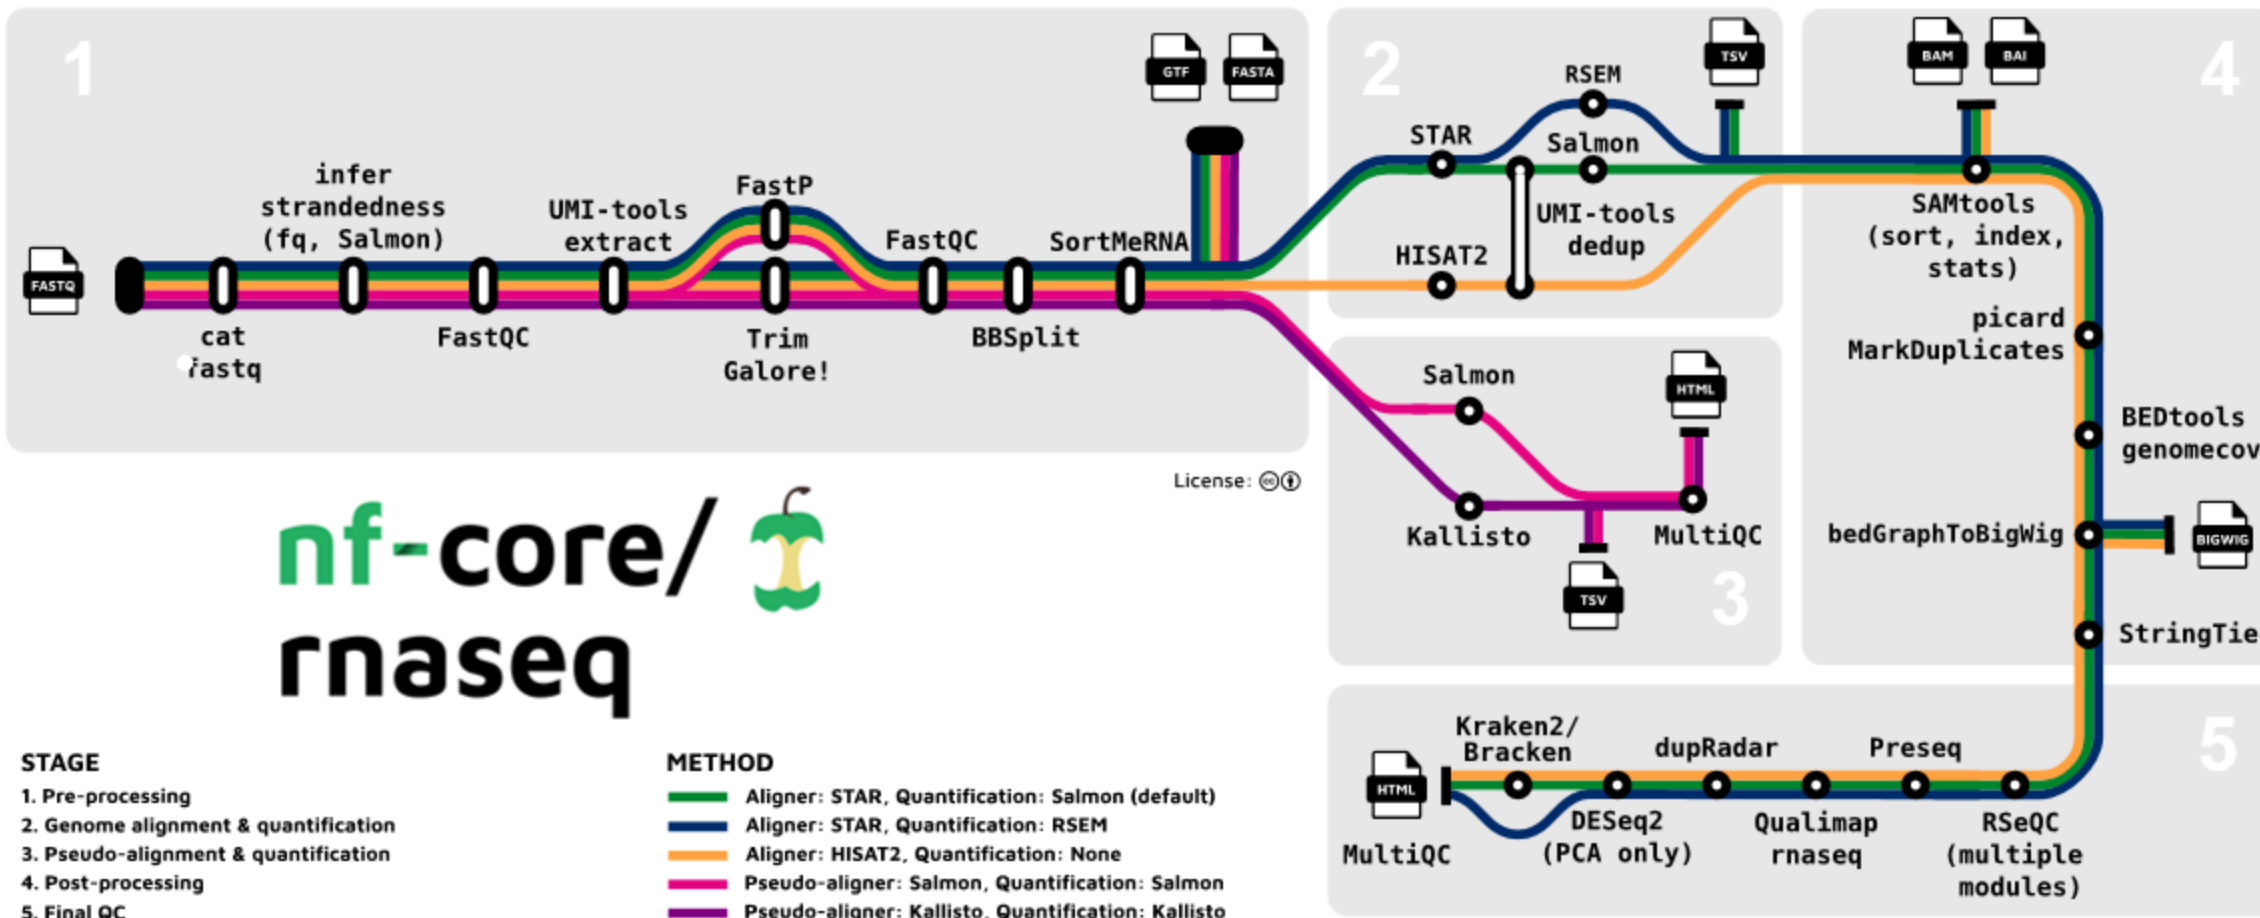 1
GTF
FASTA
infer
strandedness
(fq, Salmon)
UMI-tools
extract
FastP
FastQC
SortMeRNA
FASTQ
cat
fastq
FastQC
Trim
Galore!
BBSplit
2
RSEM
TSV
STAR
Salmon
UMI-tools
dedup
HISAT2
4
BAM
BAI
SAMtools
(sort, index,
stats)
picard
MarkDuplicates
BEDtools
genomecov
bedGraphToBigWig
BIGWIG
StringTie
Salmon
HTML
Kallisto
MultiQC
TSV
3
License:
nf-core/
rnaseq
5
Kraken2/
Bracken
dupRadar
Preseq
HTML
MultiQC
DESeq2
(PCA only)
Qualimap
rnaseq
RSeQC
(multiple
modules)
STAGE
1. Pre-processing
2. Genome alignment & quantification
3. Pseudo-alignment & quantification
4. Post-processing
5. Final QC
METHOD
Aligner: STAR, Quantification: Salmon (default)
Aligner: STAR, Quantification: RSEM
Aligner: HISAT2, Quantification: None
Pseudo-aligner: Salmon, Quantification: Salmon
Pseudo-aligner: Kallisto, Quantification: Kallisto